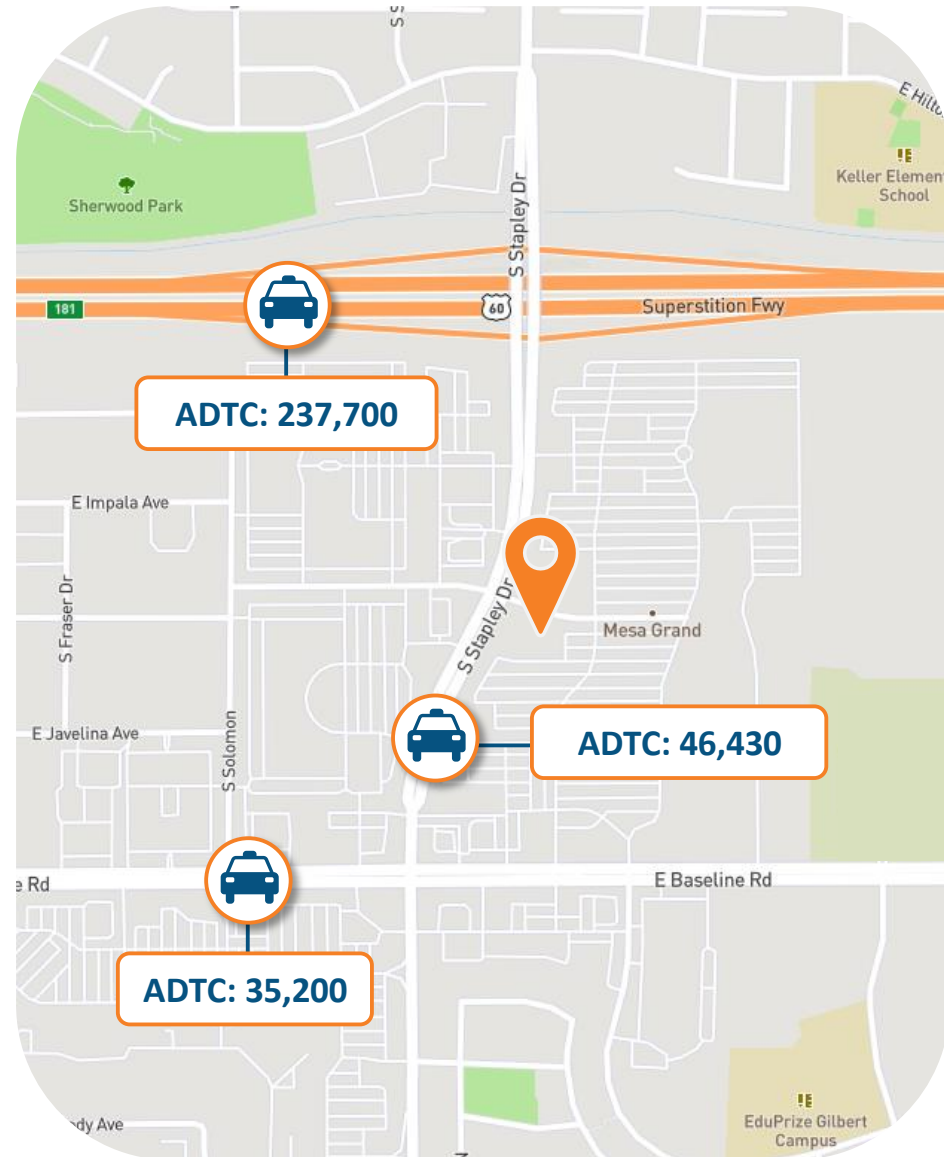 S S
S S
E Hillto
Keller Element
School
Sherwood Park
S Stapley Dr
181
60
Superstition Fwy
ADTC: 237,700
E Impala Ave
S Fraser Dr
S Stapley Dr
Mesa Grand
E Javelina Ave
S Solomon
ADTC: 46,430
e Rd
E Baseline Rd
ADTC: 35,200
dy Ave
EduPrize Gilbert
Campus